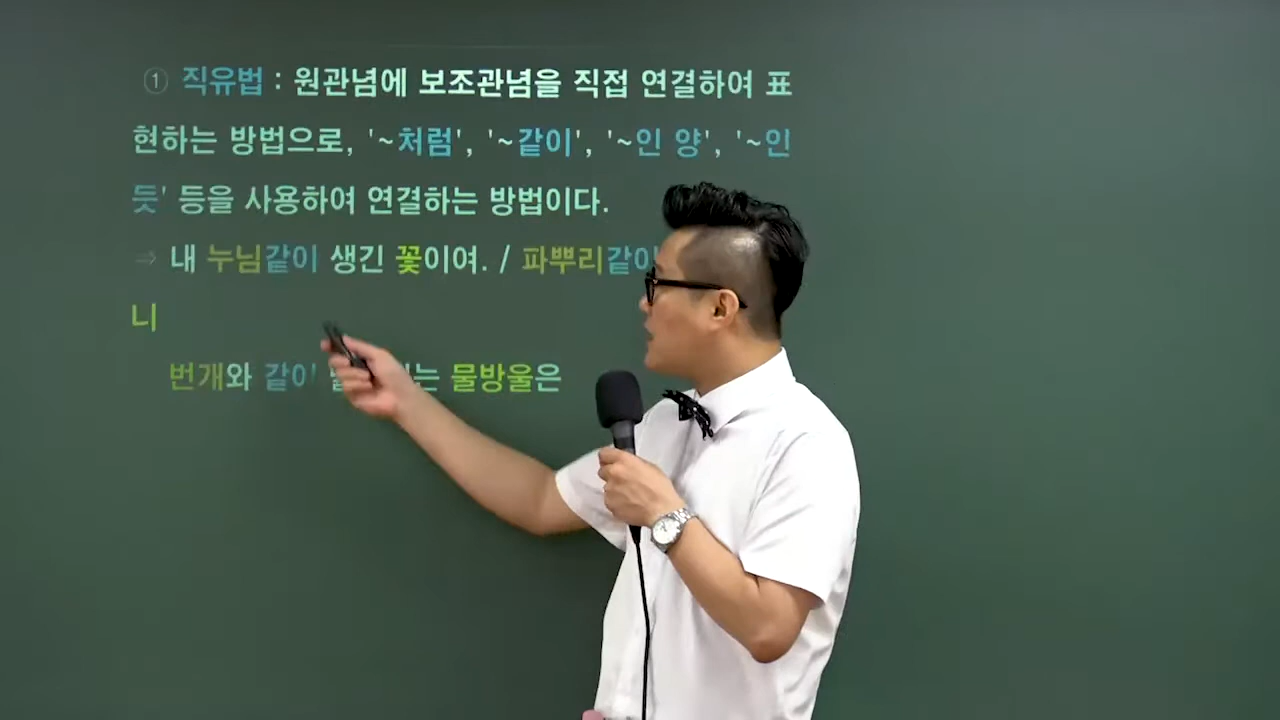 ① 직유법 : 원관념에 보조관념을 직접 연결하여 표
현하는 방법으로, '~처럼', '~같이', '~인 양', '~인
듯' 등을 사용하여 연결하는 방법이다.
⇒ 내 누님같이 생긴 꽃이여. / 파뿌리같이
니
번개와 같이 는 물방울은